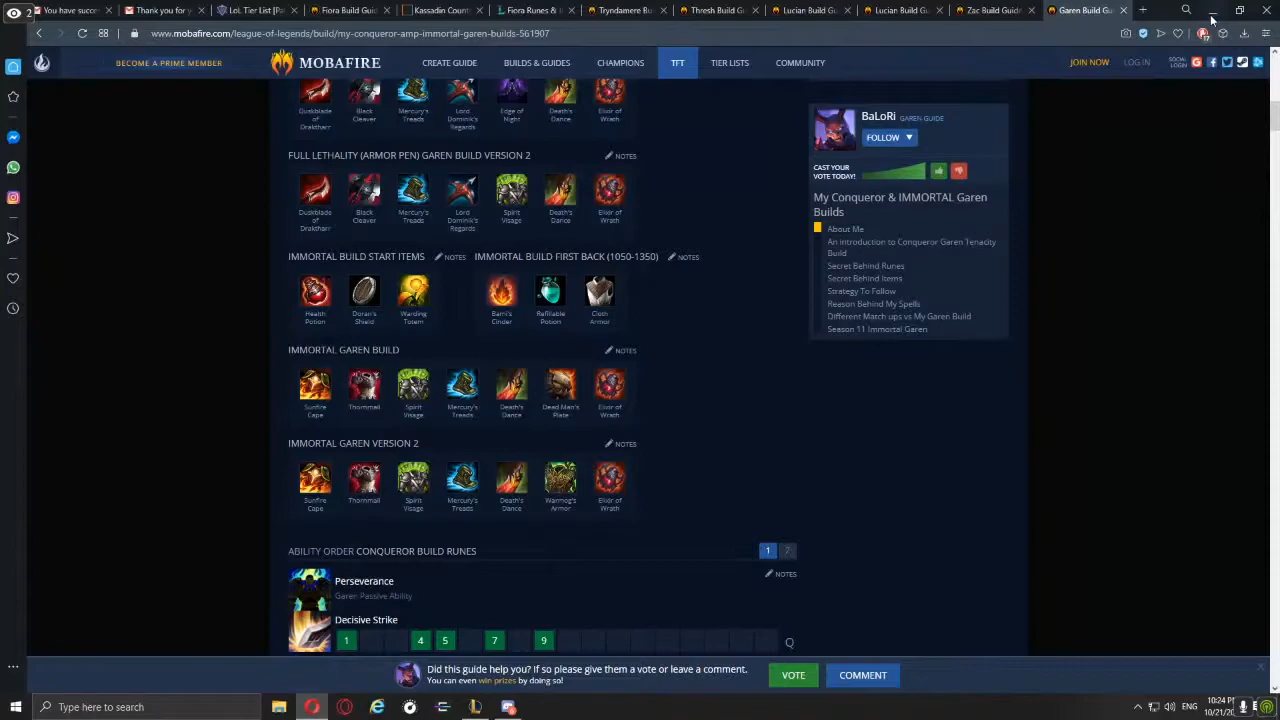 You have succes
Thank you for y
LoL Tier List [Pa
Fiora Build Guid
Kassadin Count
Fiora Runes & I
Tryndamere Bu
Thresh Build Gu
Lucian Build Gu
Lucian Build Gu
Zac Build Guide
Garen Build Gu
www.mobafire.com/league-of-legends/build/my-conqueror-amp-immortal-garen-builds-561907
17
BECOME A PRIME MEMBER
MOBAFIRE
CREATE GUIDE
BUILDS & GUIDES
CHAMPIONS
TFT
TIER LISTS
COMMUNITY
JOIN NOW
LOG IN
SOCIAL
LOGIN
Duskblade
of
Draktharr
Black
Cleaver
Mercury's
Treads
Lord
Dominik's
Regards
Edge of
Night
Death's
Dance
Elixir of
Wrath
FULL LETHALITY (ARMOR PEN) GAREN BUILD VERSION 2
NOTES
Duskblade
of
Draktharr
Black
Cleaver
Mercury's
Treads
Lord
Dominik's
Regards
Spirit
Visage
Death's
Dance
Elixir of
Wrath
IMMORTAL BUILD START ITEMS
NOTES
IMMORTAL BUILD FIRST BACK (1050-1350)
NOTES
Health
Potion
Doran's
Shield
Warding
Totem
Bami's
Cinder
Refillable
Potion
Cloth
Armor
IMMORTAL GAREN BUILD
NOTES
Sunfire
Cape
Thornmail
Spirit
Visage
Mercury's
Treads
Death's
Dance
Dead Man's
Plate
Elixir of
Wrath
IMMORTAL GAREN VERSION 2
NOTES
Sunfire
Cape
Thornmail
Spirit
Visage
Mercury's
Treads
Death's
Dance
Warmog's
Armor
Elixir of
Wrath
ABILITY ORDER CONQUEROR BUILD RUNES
1
2
Perseverance
NOTES
Garen Passive Ability
Decisive Strike
1 4 5 7 9 Q
BaLoRi GAREN GUIDE
FOLLOW
CAST YOUR
VOTE TODAY!
My Conqueror & IMMORTAL Garen
Builds
About Me
An introduction to Conqueror Garen Tenacity
Build
Secret Behind Runes
Secret Behind Items
Strategy To Follow
Reason Behind My Spells
Different Match ups vs My Garen Build
Season 11 Immortal Garen
Did this guide help you? If so please give them a vote or leave a comment.
You can even win prizes by doing so!
VOTE
COMMENT
X
Type here to search
ENG
10:24 P
10/21/20